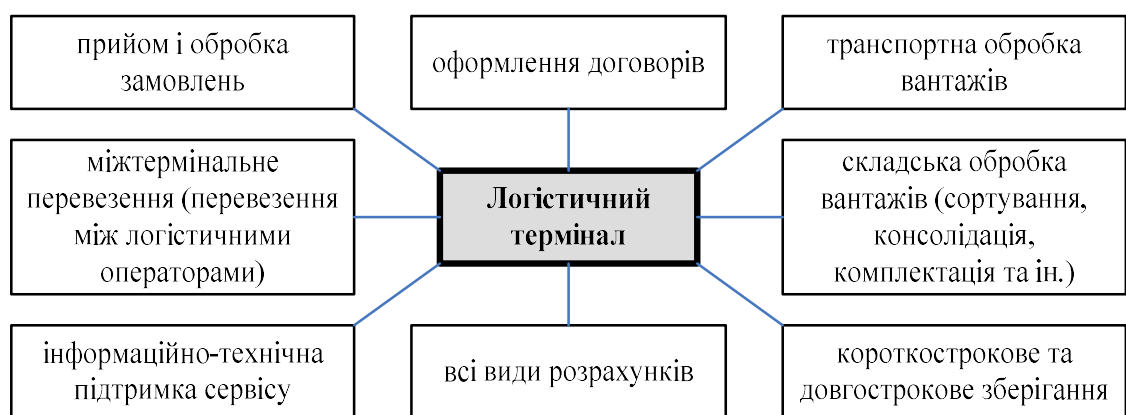 прийом і обробка
замовлень
оформлення договорів
транспортна обробка
вантажів
міжтермінальне
перевезення (перевезення
між логістичними
операторами)
Логістичний
термінал
складська обробка
вантажів (сортування,
консолідація,
комплектація та ін.)
інформаційно-технічна
підтримка сервісу
всі види розрахунків
короткострокове та
довгострокове зберігання